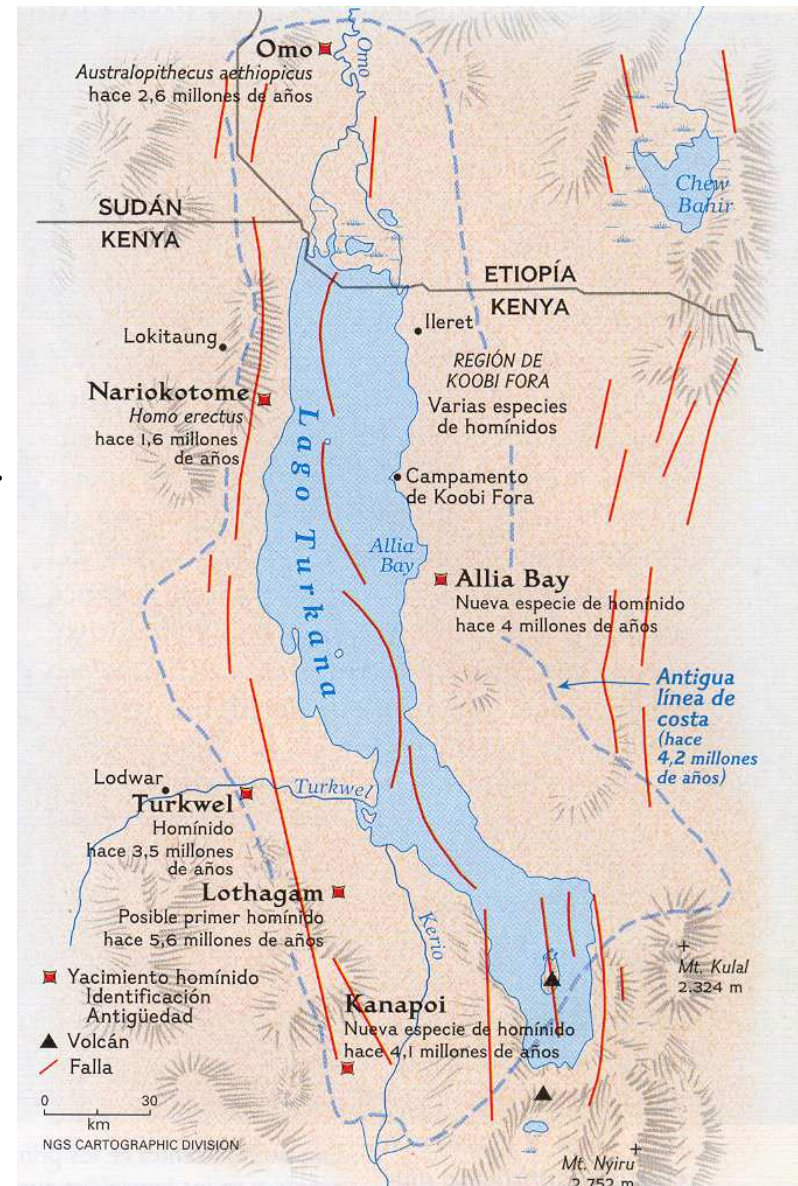 Omo
Omo
Australopithecus aethiopicus
hace 2,6 millones de años
Chew
Bahir
SUDÁN
KENYA
ETIOPÍA
KENYA
Lokitaung
Ileret
Nariokotome
Homo erectus
hace 1,6 millones
de años
REGIÓN DE
KOOBI FORA
Varias especies
de homínidos
Lago Turkana
Campamento
de Koobi Fora
Allia
Bay
Allia Bay
Nueva especie de homínido
hace 4 millones de años
Antigua
línea de
costa
(hace
4,2 millones
de años)
Lodwar
Turkwel
Turkwel
Homínido
hace 3,5 millones
de años
Lothagam
Posible primer homínido
hace 5,6 millones de años
Kerio
Mt. Kulal
2.324 m
Kanapoi
Nueva especie de homínido
hace 4,1 millones de años
Yacimiento homínido
Identificación
Antigüedad
Volcán
Falla
0 30
km
NGS CARTOGRAPHIC DIVISION
Mt. Nyiru
2.752 m